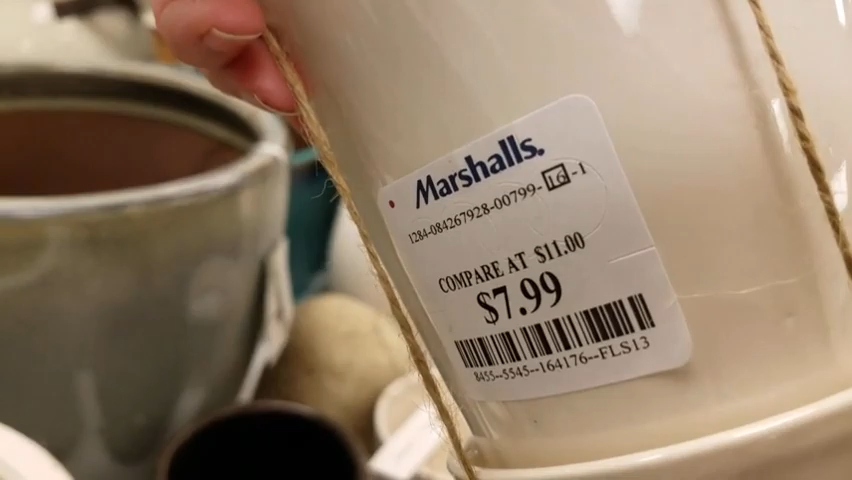 Marshalls.
1284-084267928-00799-16-1
COMPARE AT $11.00
$7.99
8455--5545--164176--FLS13